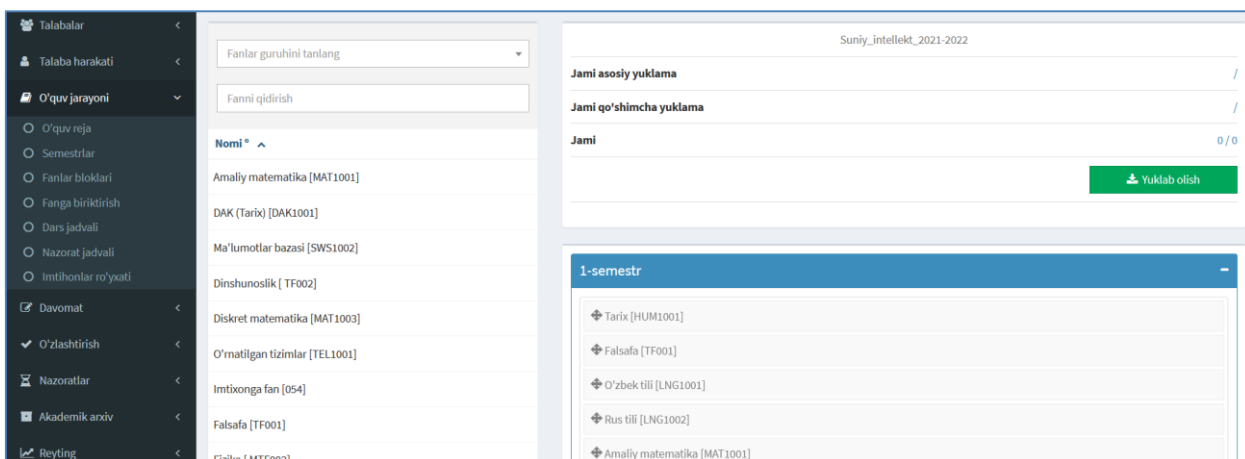 Talabalar
Talaba harakati
O'quv jarayoni
O'quv reja
Semestrlar
Fanlar bloklari
Fanga biriktirish
Dars jadvali
Nazorat jadvali
Imtihonlar ro'yxati
Davomat
O'zlashtirish
Nazoratlar
Akademik arxiv
Reyting
Fanlar guruhini tanlang
Fanni qidirish
Nomi °
Amaliy matematika [MAT1001]
DAK (Tarix) [DAK1001]
Ma'lumotlar bazasi [SWS1002]
Dinshunoslik [ TF002]
Diskret matematika [MAT1003]
O'rnatilgan tizimlar [TEL1001]
Imtixonga fan [054]
Falsafa [TF001]
Fizika [ MTF002]
Suniy_intellekt_2021-2022
Jami asosiy yuklama /
Jami qo'shimcha yuklama /
Jami 0 / 0
Yuklab olish
1-semestr
Tarix [HUM1001]
Falsafa [TF001]
O'zbek tili [LNG1001]
Rus tili [LNG1002]
Amaliy matematika [MAT1001]